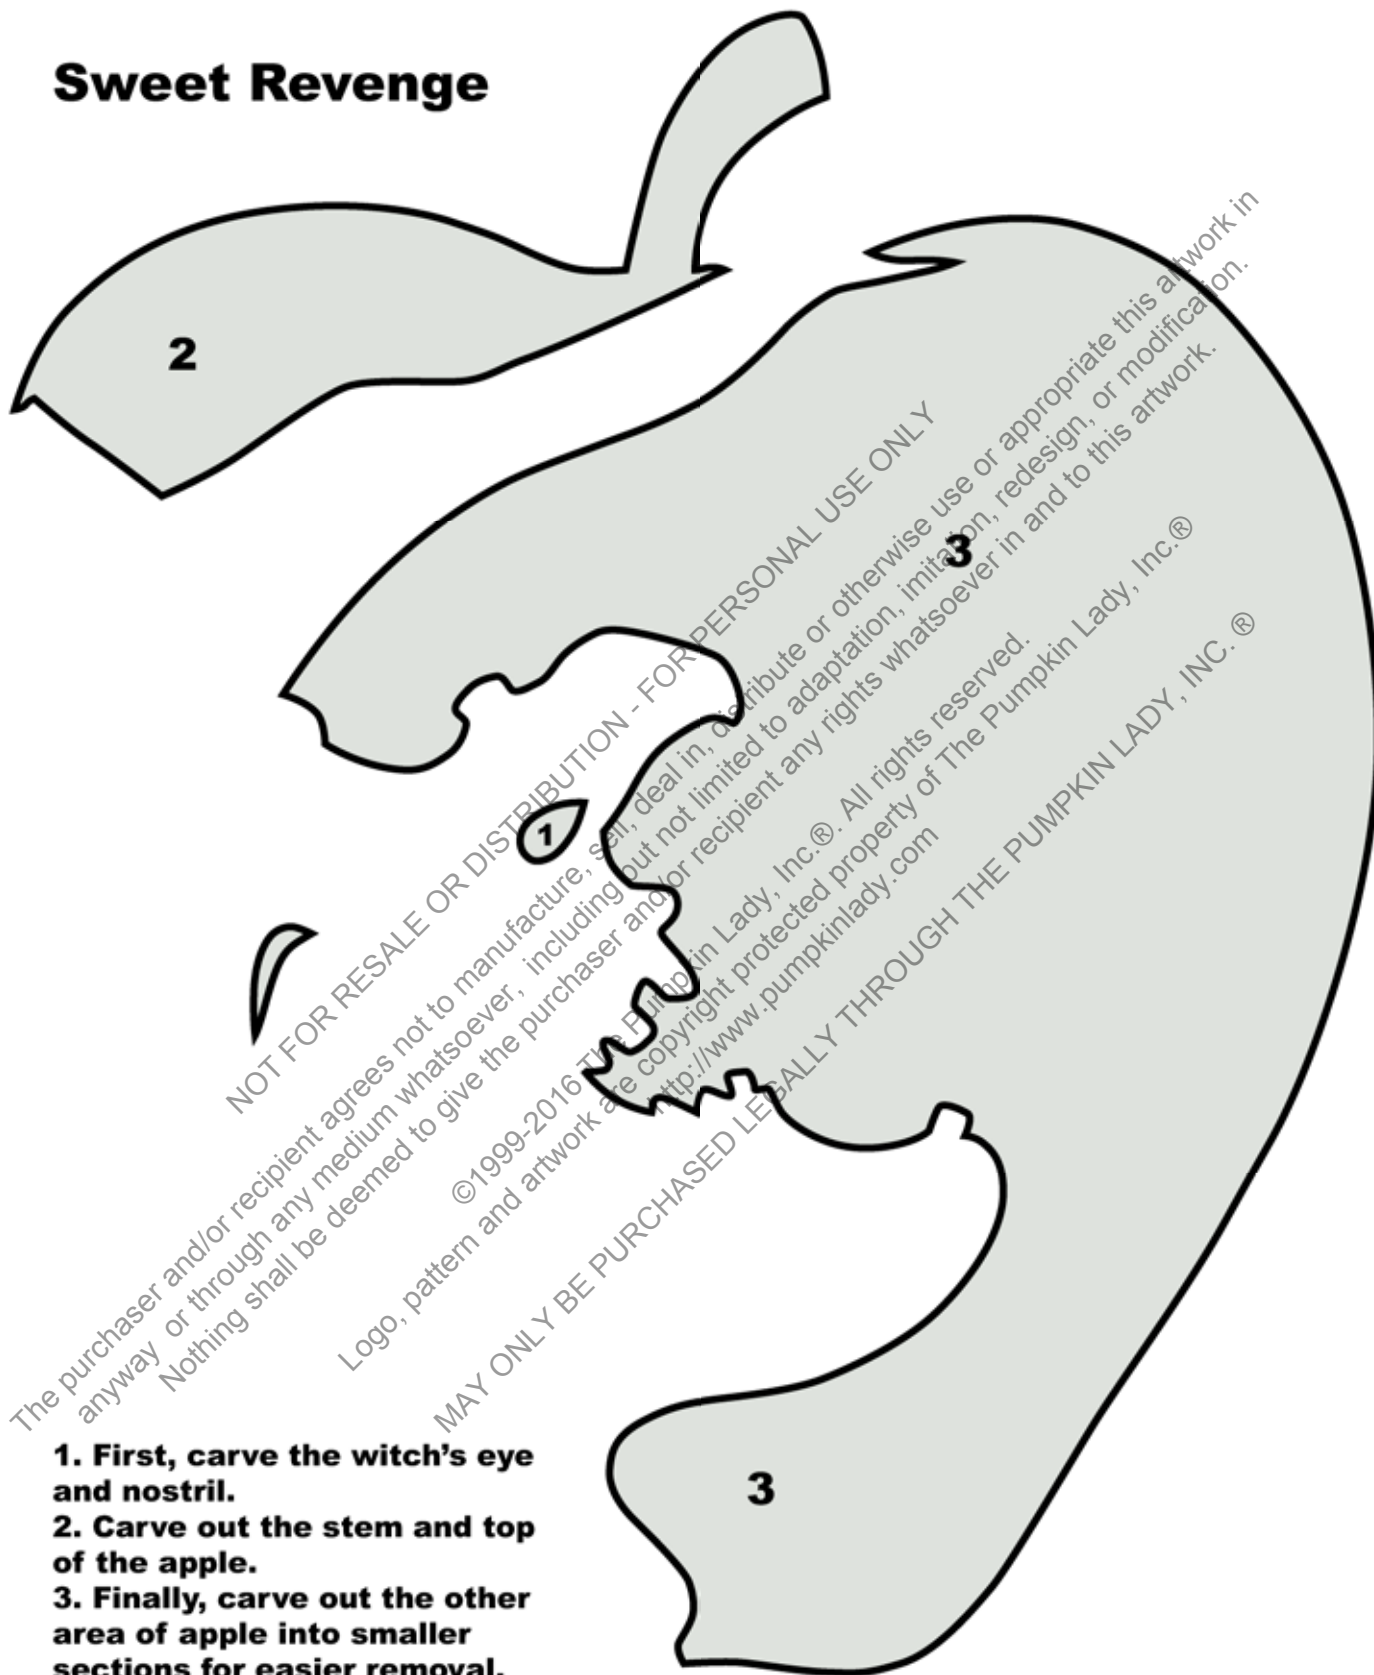 Sweet Revenge
2
3
1
3
NOT FOR RESALE OR DISTRIBUTION - FOR PERSONAL USE ONLY
The purchaser and/or recipient agrees not to manufacture, sell, deal in, distribute or otherwise use or appropriate this artwork in
anyway or through any medium whatsoever, including but not limited to adaptation, imitation, redesign, or modification.
Nothing shall be deemed to give the purchaser and/or recipient any rights whatsoever in and to this artwork.
©1999-2016 The Pumpkin Lady, Inc.®. All rights reserved.
Logo, pattern and artwork are copyright protected property of The Pumpkin Lady, Inc.®
http://www.pumpkinlady.com
MAY ONLY BE PURCHASED LEGALLY THROUGH THE PUMPKIN LADY, INC. ®
1. First, carve the witch's eye
and nostril.
2. Carve out the stem and top
of the apple.
3. Finally, carve out the other
area of apple into smaller
sections for easier removal.